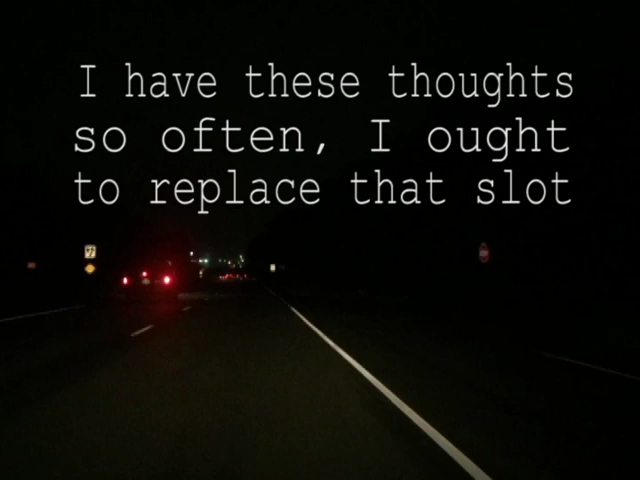 I have these thoughts
so often, I ought
to replace that slot